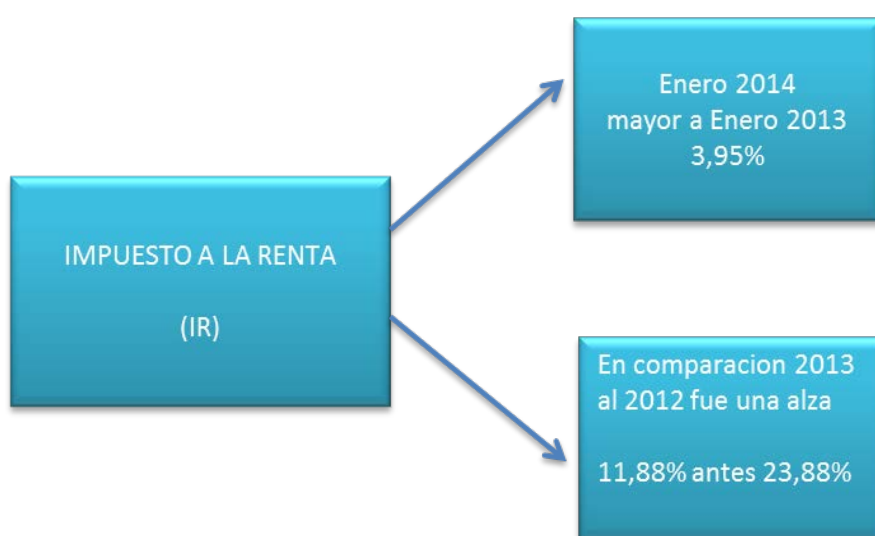 IMPUESTO A LA RENTA
(IR)
Enero 2014
mayor a Enero 2013
3,95%
En comparacion 2013
al 2012 fue una alza
11,88% antes 23,88%